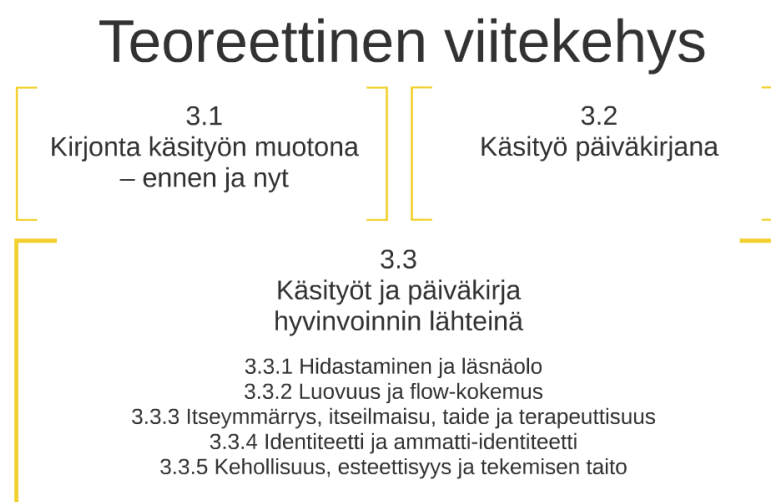 Teoreettinen viitekehys
3.1
Kirjonta käsityön muotona
– ennen ja nyt
3.2
Käsityö päiväkirjana
3.3
Käsityöt ja päiväkirja
hyvinvoinnin lähteinä
3.3.1 Hidastaminen ja läsnäolo
3.3.2 Luovuus ja flow-kokemus
3.3.3 Itseymmärrys, itseilmaisu, taide ja terapeuttisuus
3.3.4 Identiteetti ja ammatti-identiteetti
3.3.5 Kehollisuus, esteettisyys ja tekemisen taito